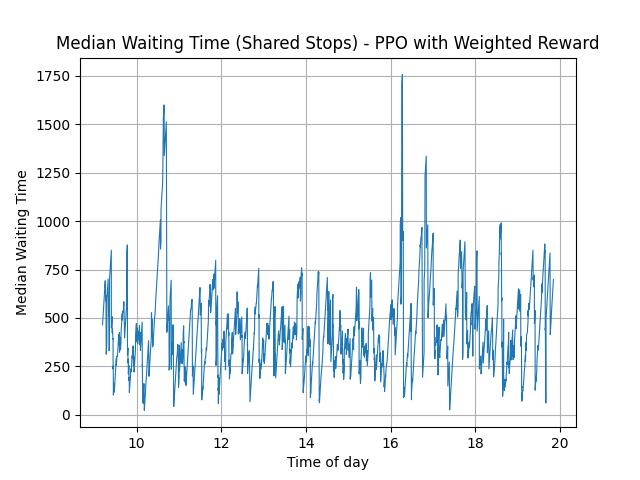 Median Waiting Time (Shared Stops) - PPO with Weighted Reward
1750
1500
1250
1000
750
500
250
0
Median Waiting Time
10 12 14 16 18 20
Time of day